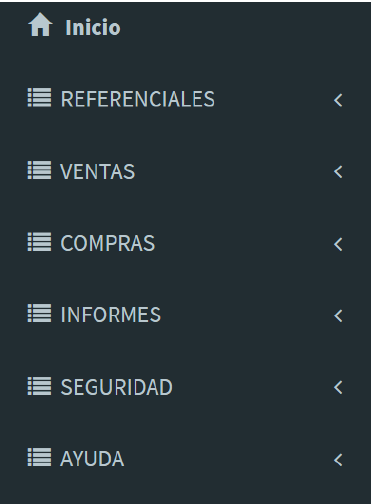 Inicio
REFERENCIALES
VENTAS
COMPRAS
INFORMES
SEGURIDAD
AYUDA